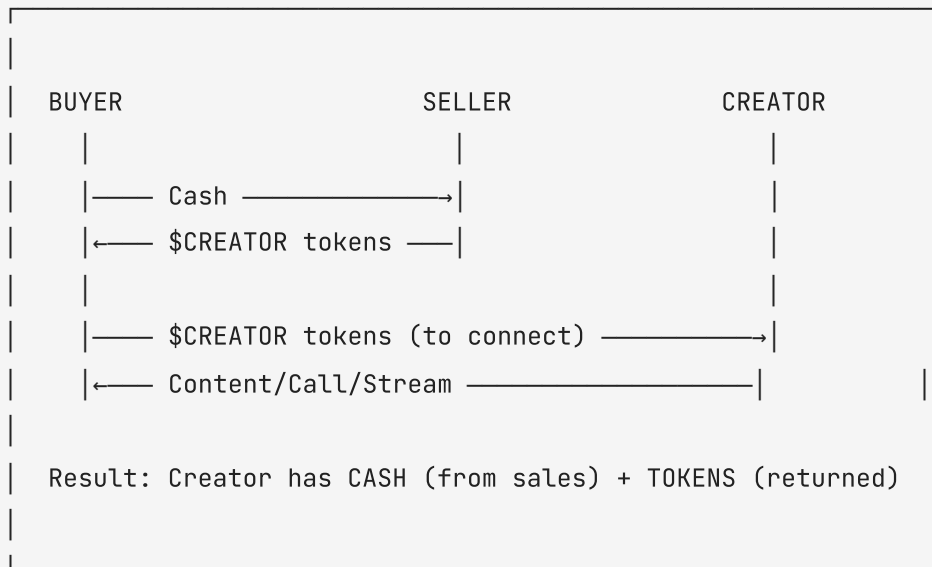 BUYER SELLER CREATOR
Cash
$CREATOR tokens
$CREATOR tokens (to connect)
Content/Call/Stream
Result: Creator has CASH (from sales) + TOKENS (returned)